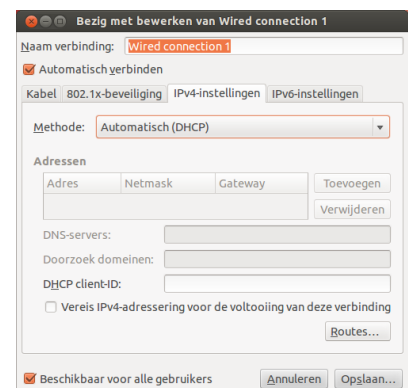 Bezig met bewerken van Wired connection 1
Naam verbinding: Wired connection 1
Automatisch verbinden
Kabel 802.1x-beveiliging IPv4-instellingen IPv6-instellingen
Methode: Automatisch (DHCP)
Adressen
Adres Netmask Gateway Toevoegen
Verwijderen
DNS-servers:
Doorzoek domeinen:
DHCP client-ID:
Vereis IPv4-adressering voor de voltooiing van deze verbinding
Routes...
Beschikbaar voor alle gebruikers Annuleren Opslaan...